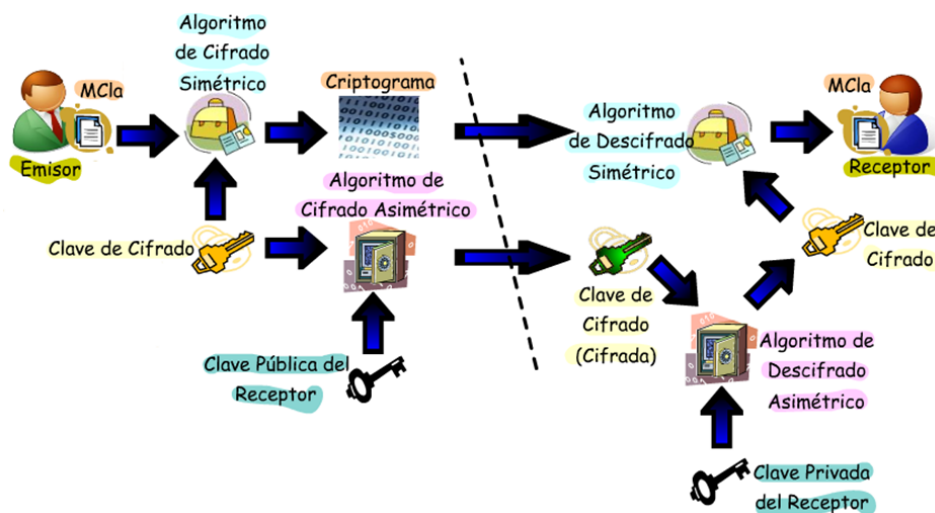 Algoritmo
de Cifrado
Simétrico
MCla
Emisor
Criptograma
Algoritmo de
Cifrado Asimétrico
Clave de Cifrado
Clave Pública del
Receptor
Algoritmo
de Descifrado
Simétrico
MCla
Receptor
Clave de
Cifrado
Clave de
Cifrado
(Cifrada)
Algoritmo de
Descifrado
Asimétrico
Clave Privada
del Receptor